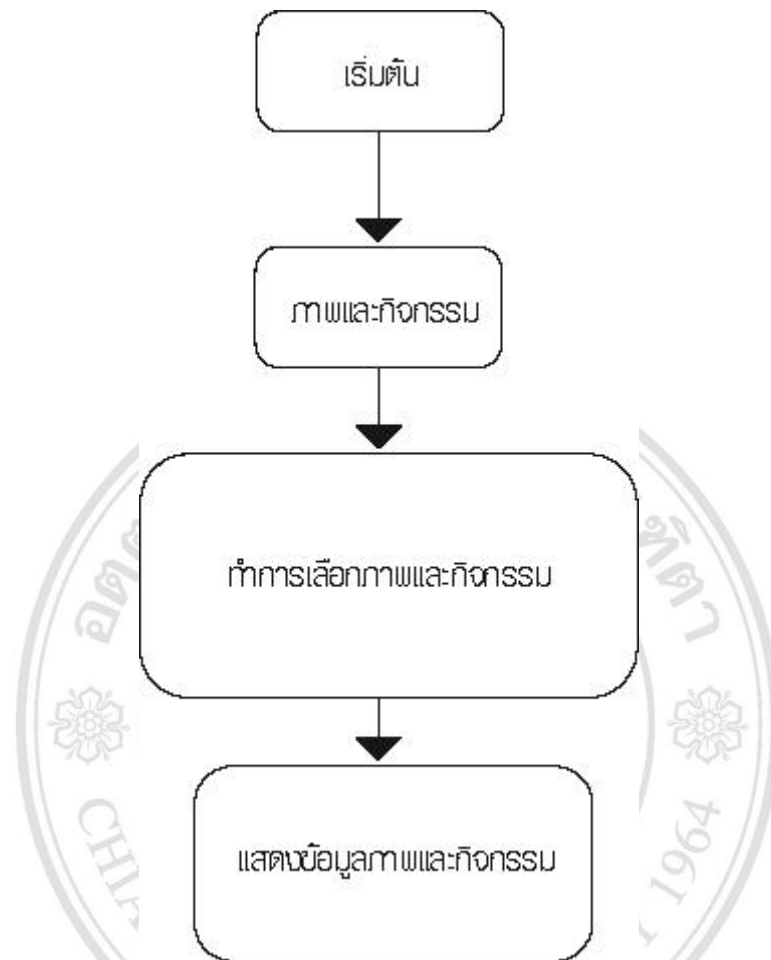 เริ่มต้น
ภาพและกิจกรรม
ทำการเลือกภาพและกิจกรรม
แสดงข้อมูลภาพและกิจกรรม
1964